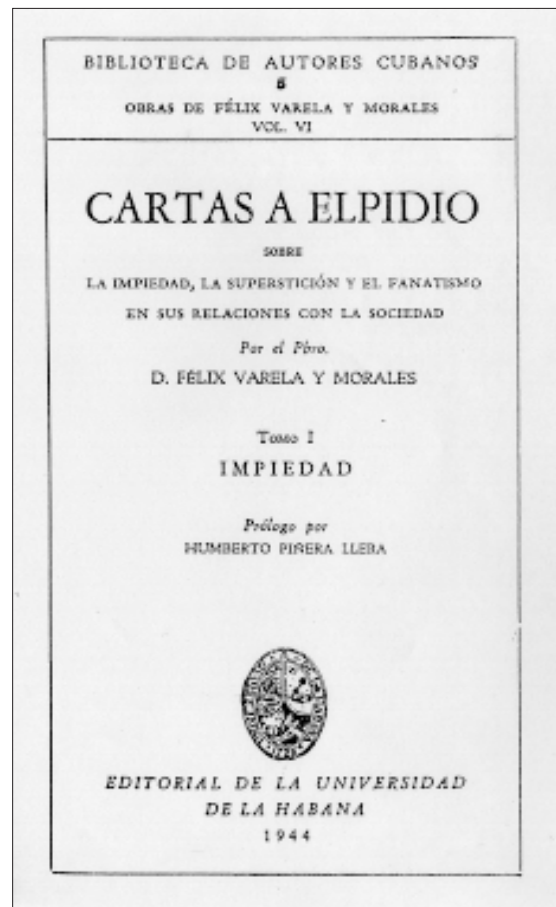 BIBLIOTECA DE AUTORES CUBANOS
6
OBRAS DE FÉLIX VARELA Y MORALES
VOL. VI
CARTAS A ELPIDIO
SOBRE
LA IMPIEDAD, LA SUPERSTICIÓN Y EL FANATISMO
EN SUS RELACIONES CON LA SOCIEDAD
Por el Pbro.
D. FÉLIX VARELA Y MORALES
Tomo I
IMPIEDAD
Prólogo por
HUMBERTO PIÑERA LLERA
EDITORIAL DE LA UNIVERSIDAD
DE LA HABANA
1944